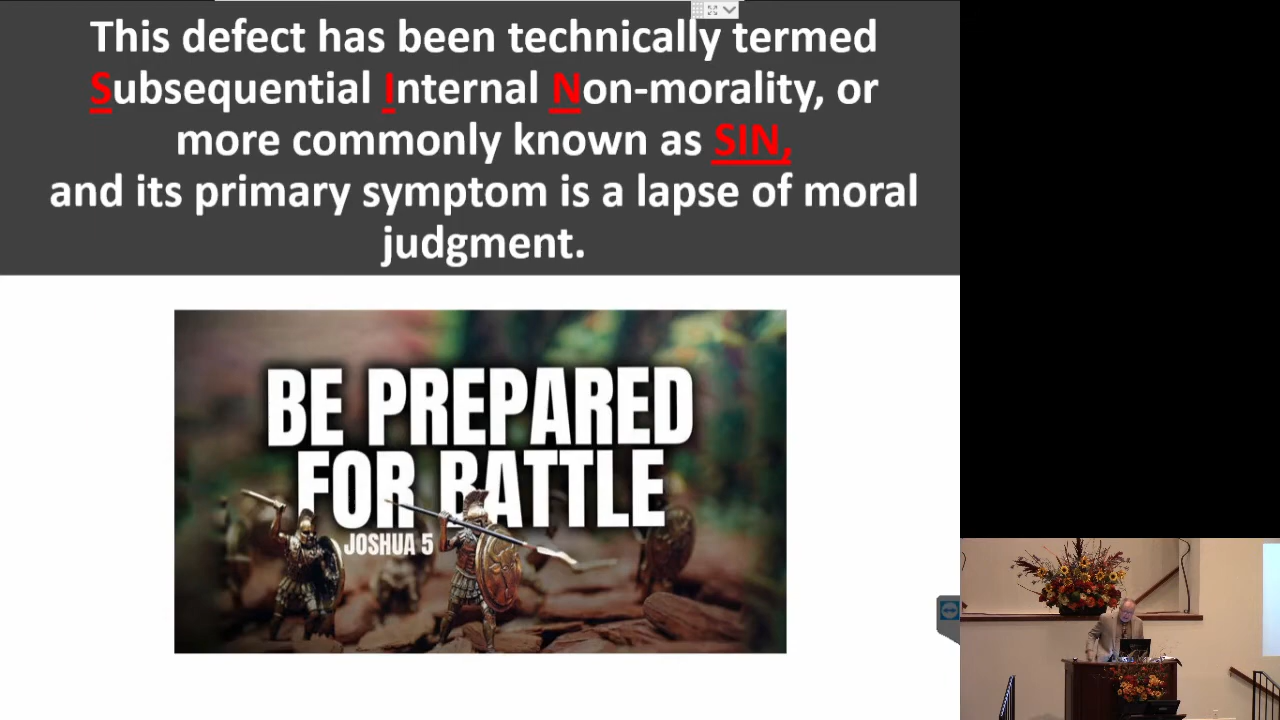 This defect has been technically termed
Subsequential Internal Non-morality, or
more commonly known as SIN,
and its primary symptom is a lapse of moral
judgment.
BE PREPARED
FOR BATTLE
JOSHUA 5